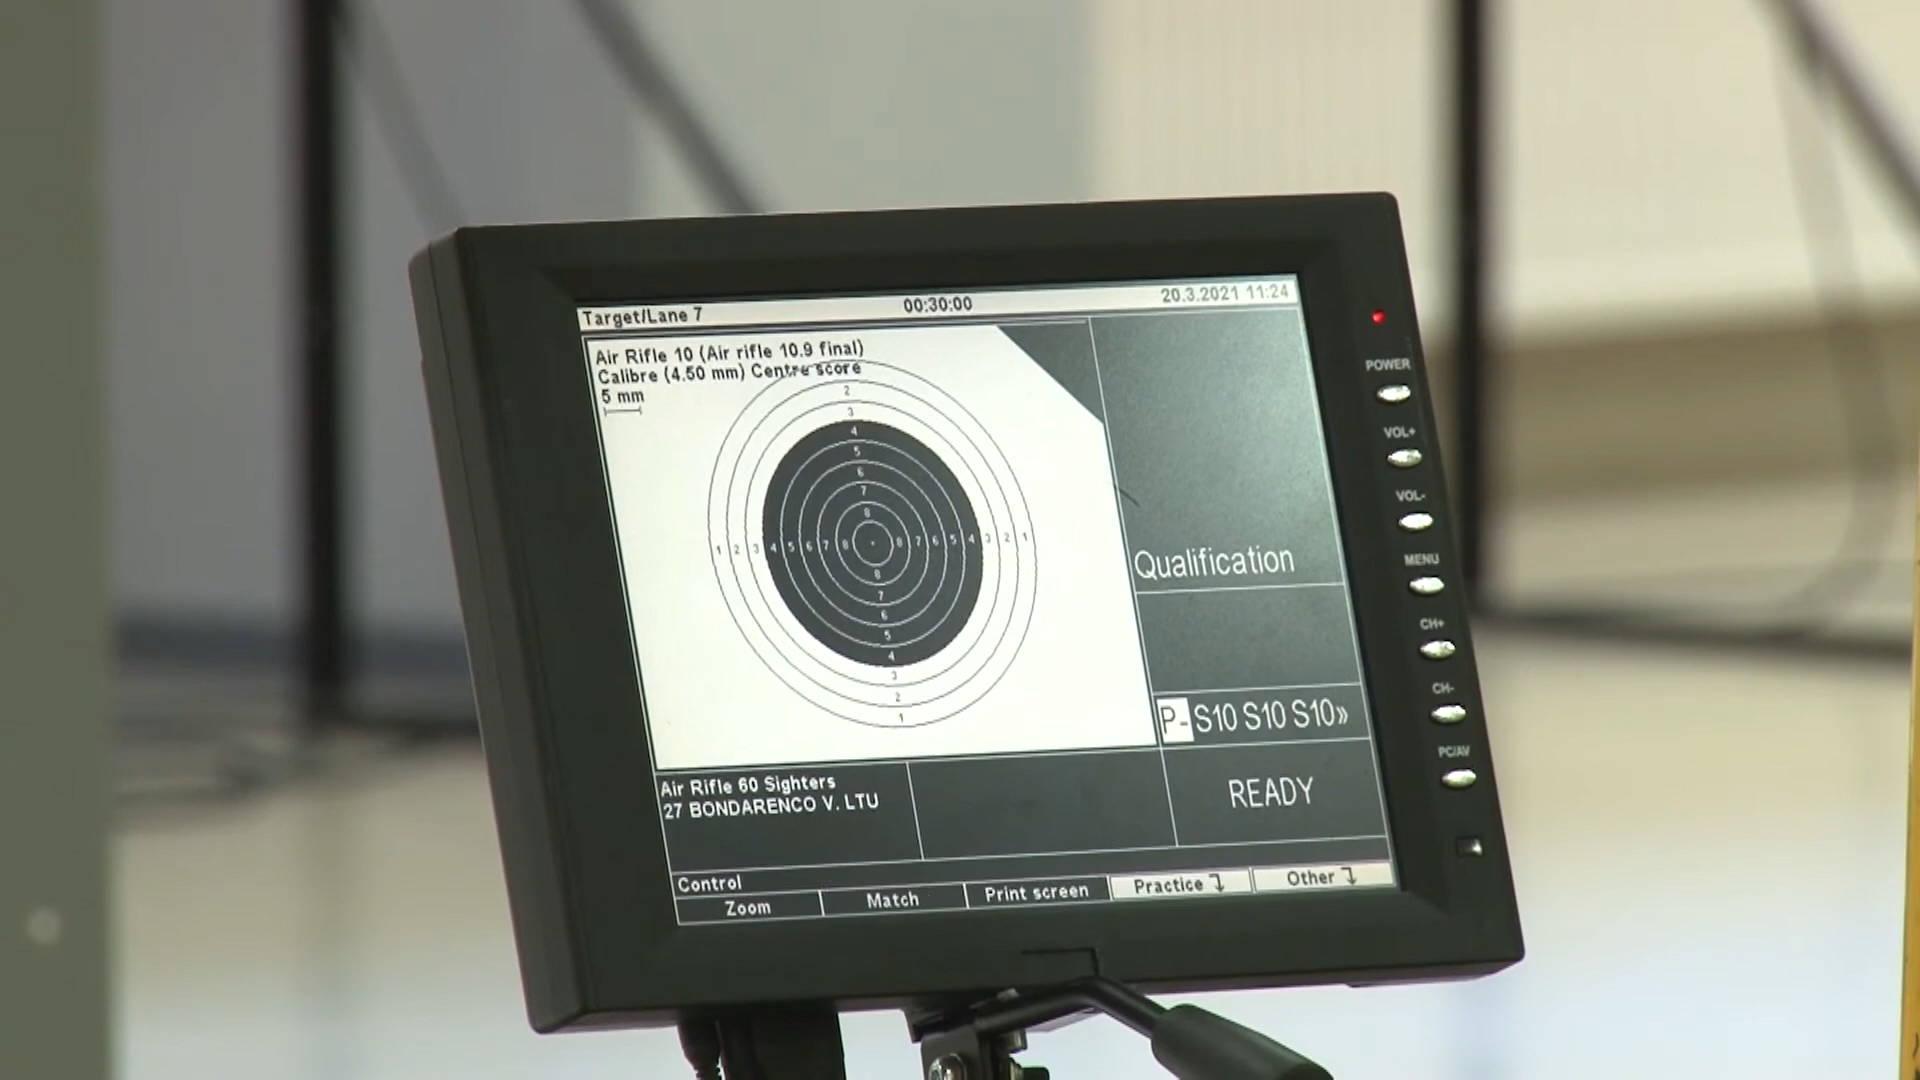 Target/Lane 7 00:30:00 20.3.2021 11:24
Air Rifle 10 (Air rifle 10.9 final)
Calibre (4.50 mm) Centre score
5 mm
2
3
4
5
6
7
8
1 2 3 4 5 6 7 8 8 7 6 5 4 3 2 1
8
7
6
5
4
3
2
1
Qualification
P- S10 S10 S10»
READY
Air Rifle 60 Sighters
27 BONDARENCO V. LTU
Control
Zoom Match Print screen Practice Other
POWER
VOL+
VOL-
MENU
CH+
CH-
PC/AV